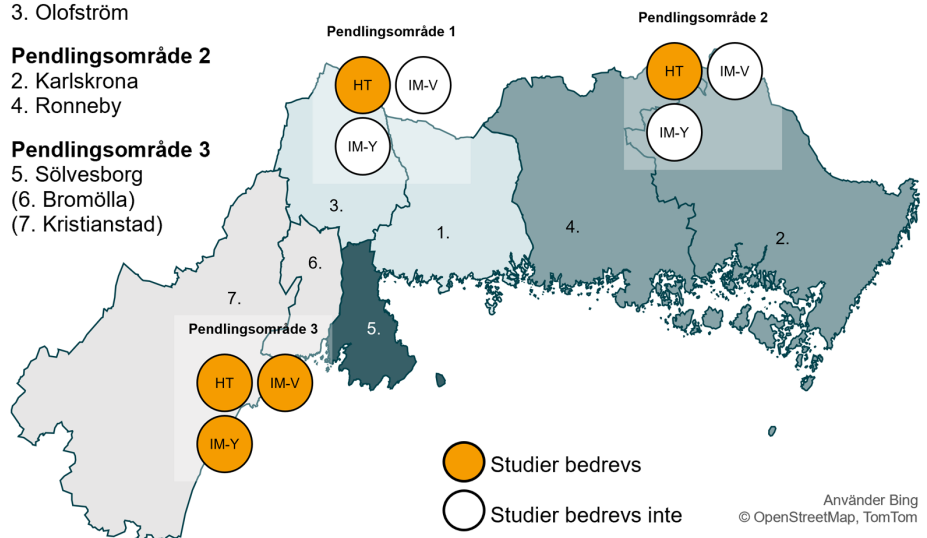 3. Olofström
Pendlingsområde 2
2. Karlskrona
4. Ronneby
Pendlingsområde 3
5. Sölvesborg
(6. Bromölla)
(7. Kristianstad)
Pendlingsområde 1
HT
IM-V
IM-Y
Pendlingsområde 2
HT
IM-V
IM-Y
3.
1.
4.
2.
6.
7.
5.
Pendlingsområde 3
HT
IM-V
IM-Y
Studier bedrevs
Studier bedrevs inte
Använder Bing
© OpenStreetMap, TomTom